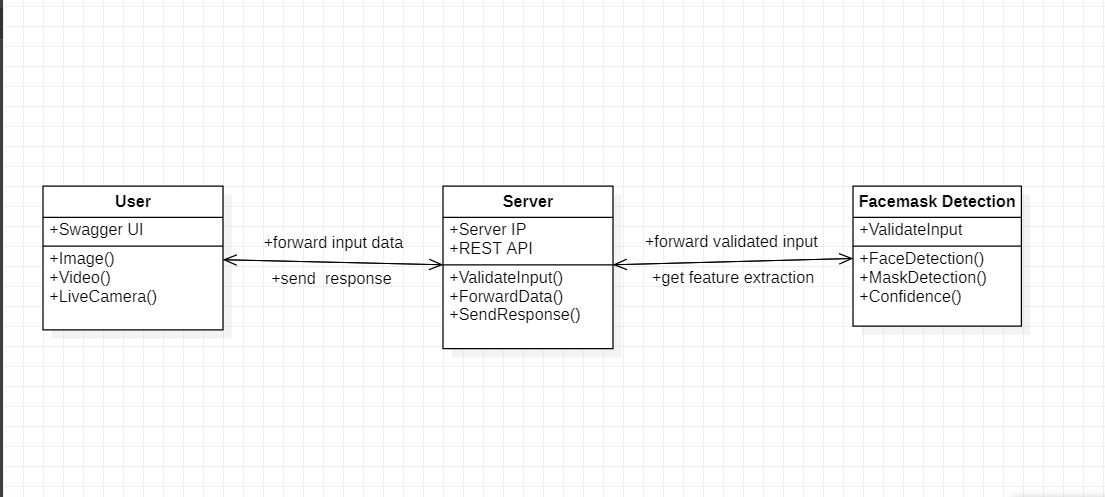 User
+Swagger UI
+Image()
+Video()
+LiveCamera()
+forward input data
+send  response
Server
+Server IP
+REST API
+ValidateInput()
+ForwardData()
+SendResponse()
+forward validated input
+get feature extraction
Facemask Detection
+ValidateInput
+FaceDetection()
+MaskDetection()
+Confidence()